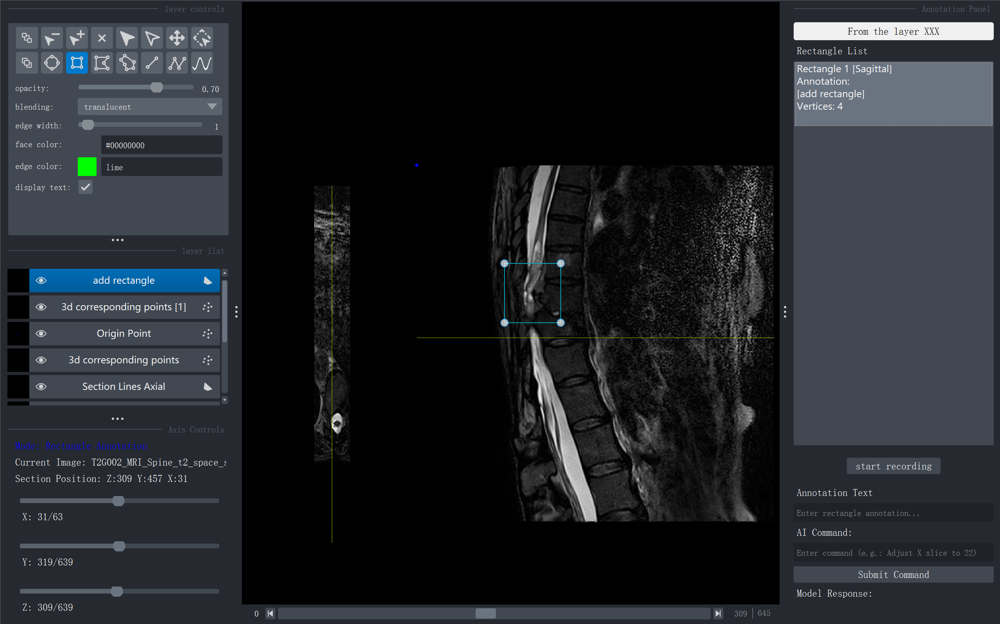 layer controls
opacity:
0.70
blending:
translucent
edge width:
1
face color:
#00000000
edge color:
lime
display text:
layer list
add rectangle
3d corresponding points [1]
Origin Point
3d corresponding points
Section Lines Axial
Axis Controls
Mode: Rectangle Annotation
Current Image: T2G002_MRI_Spine_t2_space_s
Section Position: Z:309 Y:457 X:31
X: 31/63
Y: 319/639
Z: 309/639
0
309 | 645
Annotation Panel
From the layer XXX
Rectangle List
Rectangle 1 [Sagittal]
Annotation:
[add rectangle]
Vertices: 4
start recording
Annotation Text
Enter rectangle annotation...
AI Command:
Enter command (e.g.: Adjust X slice to 22)
Submit Command
Model Response: